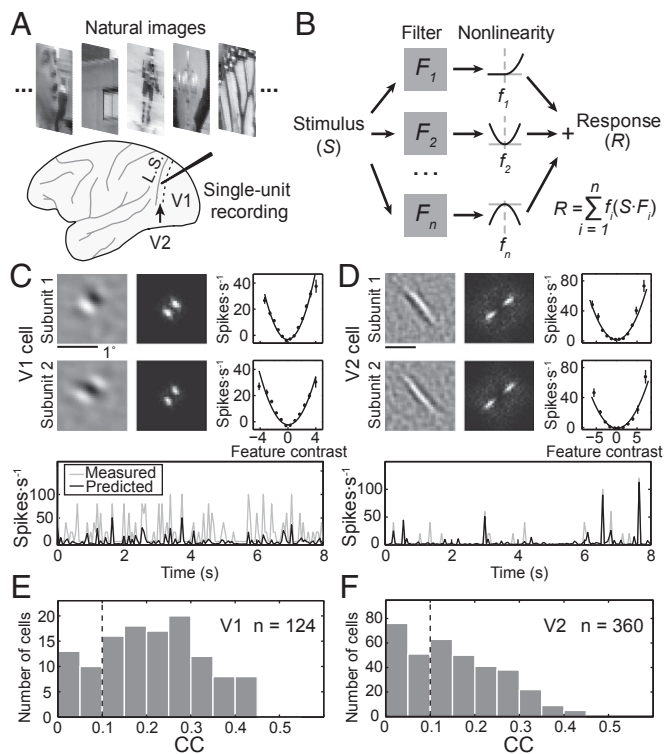 A
Natural images
...
...
L.S.
V1
V2
Single-unit
recording
B
Filter
Nonlinearity
Stimulus
(S)
F1
f1
F2
f2
...
Fn
fn
+
Response
(R)
R = ∑ fi(S·Fi)
n
i = 1
C
V1 cell
Subunit 1
1°
Spikes·s-1
40
20
0
Subunit 2
Spikes·s-1
40
20
0
−4 0 4
Feature contrast
Measured
Predicted
Spikes·s-1
100
50
0
0 2 4 6 8
Time (s)
D
V2 cell
Subunit 1
Spikes·s-1
80
40
0
Subunit 2
Spikes·s-1
80
40
0
−5 0 5
Feature contrast
Spikes·s-1
100
50
0
0 2 4 6 8
Time (s)
E
V1 n = 124
Number of cells
20
15
10
5
0
0 0.1 0.2 0.3 0.4 0.5
CC
F
V2 n = 360
Number of cells
80
60
40
20
0
0 0.1 0.2 0.3 0.4 0.5
CC